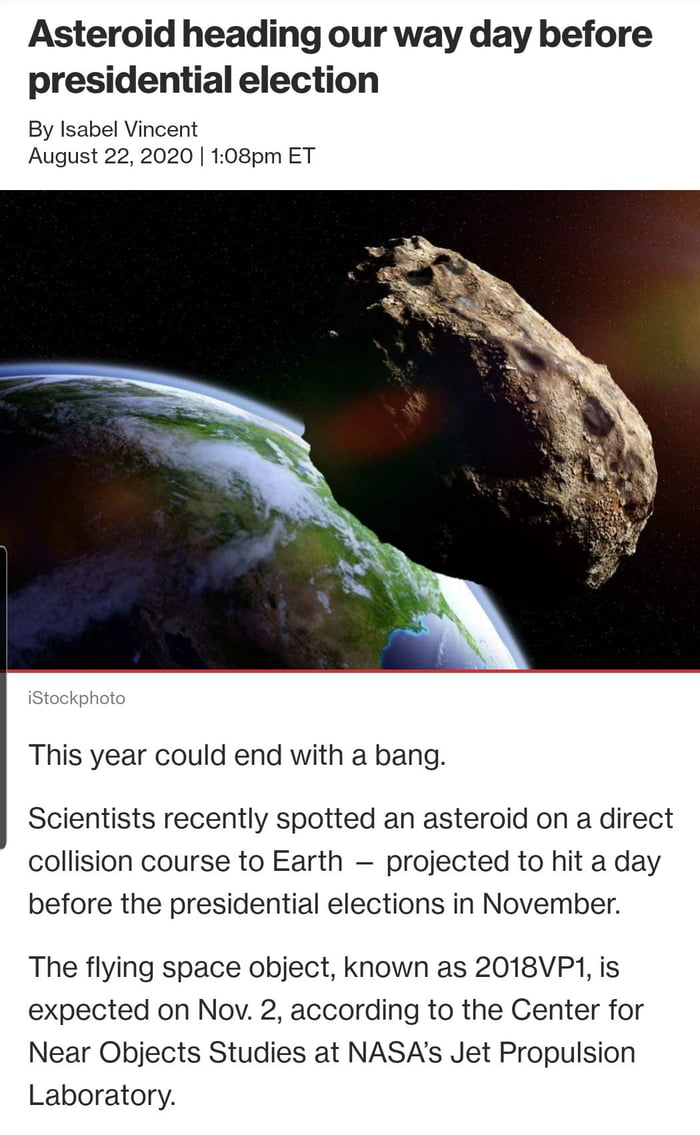 Asteroid heading our way day before
presidential election
By Isabel Vincent
August 22, 2020 | 1:08pm ET
iStockphoto
This year could end with a bang.
Scientists recently spotted an asteroid on a direct
collision course to Earth – projected to hit a day
before the presidential elections in November.
The flying space object, known as 2018VP1, is
expected on Nov. 2, according to the Center for
Near Objects Studies at NASA’s Jet Propulsion
Laboratory.